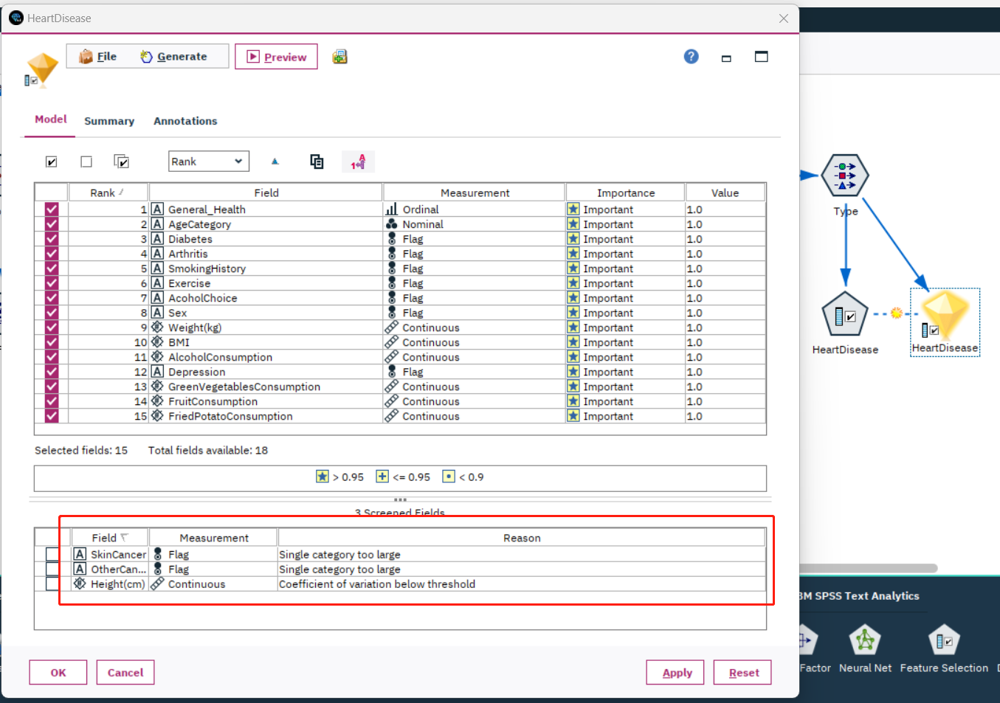 HeartDisease
File Generate Preview
Model Summary Annotations
Rank
Rank Field Measurement Importance Value
1 General_Health Ordinal Important 1.0
2 AgeCategory Nominal Important 1.0
3 Diabetes Flag Important 1.0
4 Arthritis Flag Important 1.0
5 SmokingHistory Flag Important 1.0
6 Exercise Flag Important 1.0
7 AcoholChoice Flag Important 1.0
8 Sex Flag Important 1.0
9 Weight(kg) Continuous Important 1.0
10 BMI Continuous Important 1.0
11 AlcoholConsumption Continuous Important 1.0
12 Depression Flag Important 1.0
13 GreenVegetablesConsumption Continuous Important 1.0
14 FruitConsumption Continuous Important 1.0
15 FriedPotatoConsumption Continuous Important 1.0
Selected fields: 15 Total fields available: 18
> 0.95 <= 0.95 < 0.9
3 Screened Fields
Field Measurement Reason
SkinCancer Flag Single category too large
OtherCan... Flag Single category too large
Height(cm) Continuous Coefficient of variation below threshold
OK Cancel Apply Reset
Type
HeartDisease
HeartDisease
BM SPSS Text Analytics
Factor Neural Net Feature Selection